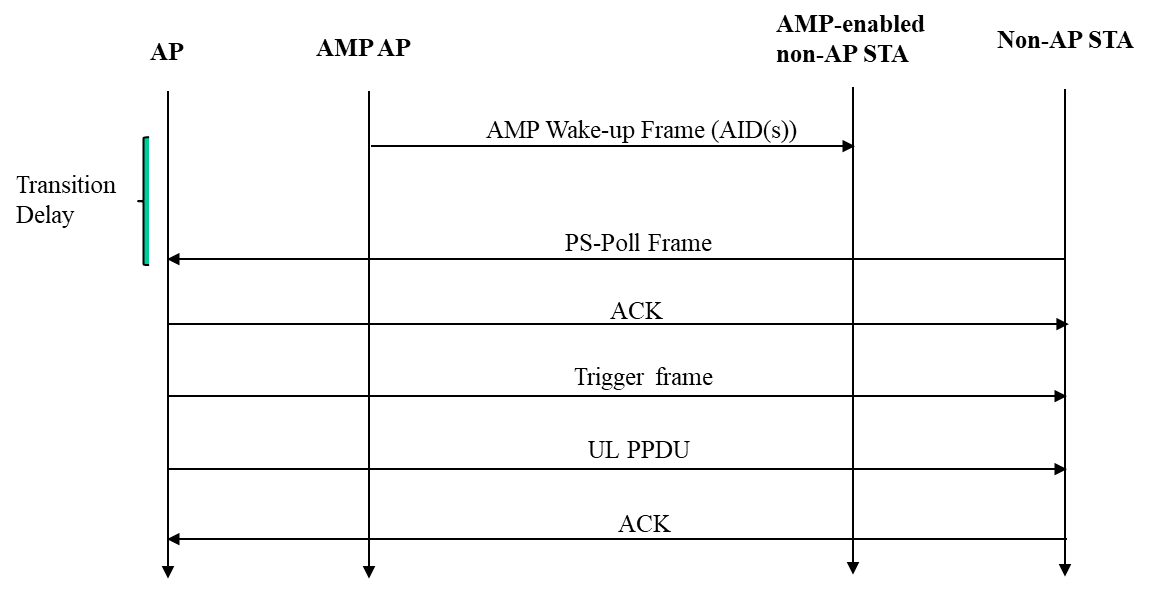 AP
AMP AP
AMP-enabled
non-AP STA
Non-AP STA
AMP Wake-up Frame (AID(s))
Transition
Delay
PS-Poll Frame
ACK
Trigger frame
UL PPDU
ACK